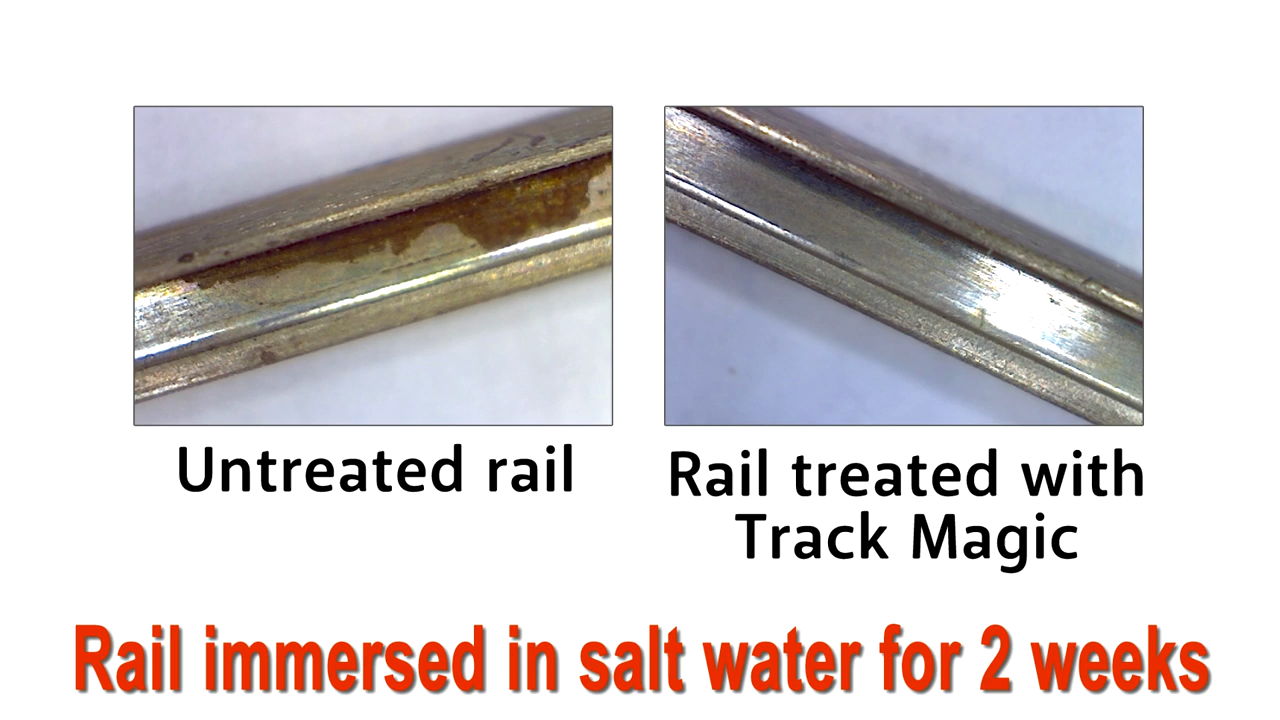 Untreated rail
Rail treated with
Track Magic
Rail immersed in salt water for 2 weeks